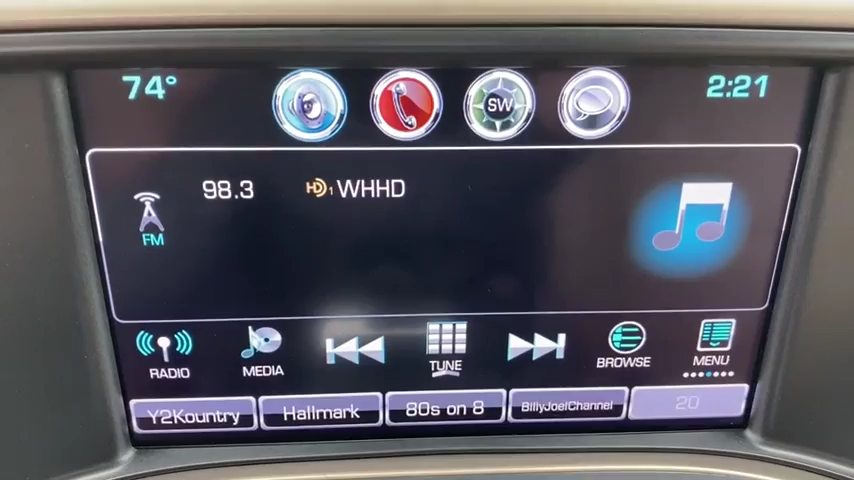 74° SW 2:21
98.3 HD1 WHHD
FM
RADIO MEDIA TUNE BROWSE MENU
Y2Kountry Hallmark 80s on 8 BillyJoelChannel 20